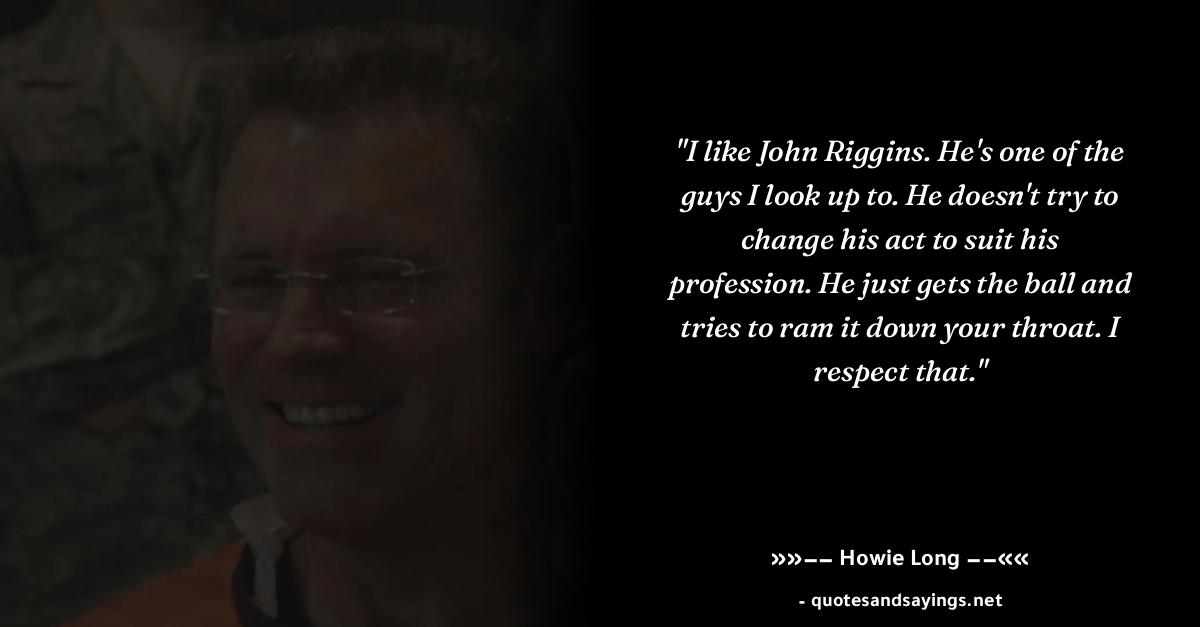 "I like John Riggins. He's one of the
guys I look up to. He doesn't try to
change his act to suit his
profession. He just gets the ball and
tries to ram it down your throat. I
respect that."
»»–– Howie Long ––««
- quotesandsayings.net